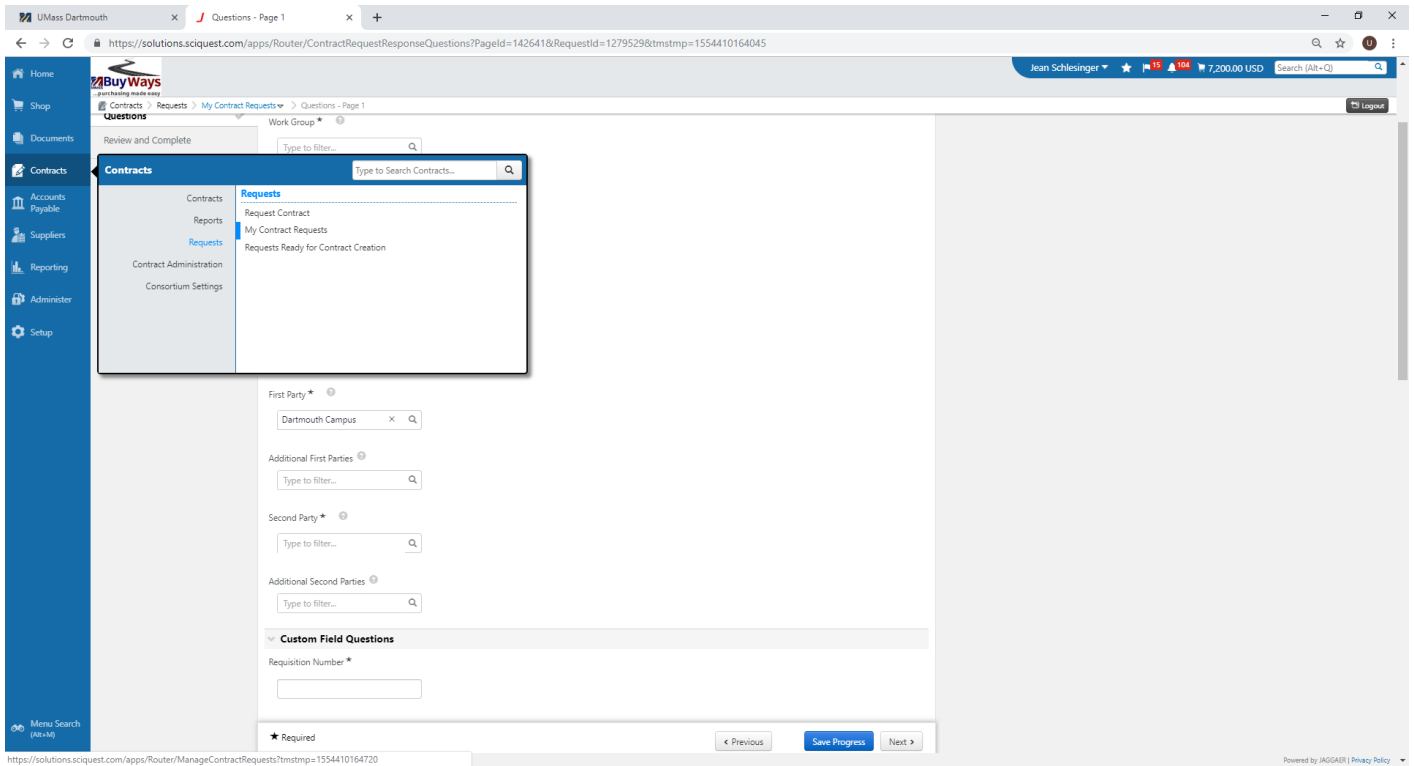 UMass Dartmouth
Questions - Page 1
https://solutions.sciquest.com/apps/Router/ContractRequestResponseQuestions?PageId=142641&RequestId=1279529&tmstmp=1554410164045
U
Home
Shop
Documents
Contracts
Accounts Payable
Suppliers
Reporting
Administer
Setup
Menu Search
(Alt+M)
BuyWays
...purchasing made easy
Jean Schlesinger
15
104
7,200.00 USD
Search (Alt+Q)
Contracts > Requests > My Contract Requests > Questions - Page 1
Logout
Questions
Review and Complete
Work Group ★
Type to filter...
Contracts
Type to Search Contracts...
Contracts
Reports
Requests
Contract Administration
Consortium Settings
Requests
Request Contract
My Contract Requests
Requests Ready for Contract Creation
First Party ★
Dartmouth Campus
Additional First Parties
Type to filter...
Second Party ★
Type to filter...
Additional Second Parties
Type to filter...
Custom Field Questions
Requisition Number ★
★ Required
< Previous
Save Progress
Next >
https://solutions.sciquest.com/apps/Router/ManageContractRequests?tmstmp=1554410164720
Powered by JAGGAER | Privacy Policy